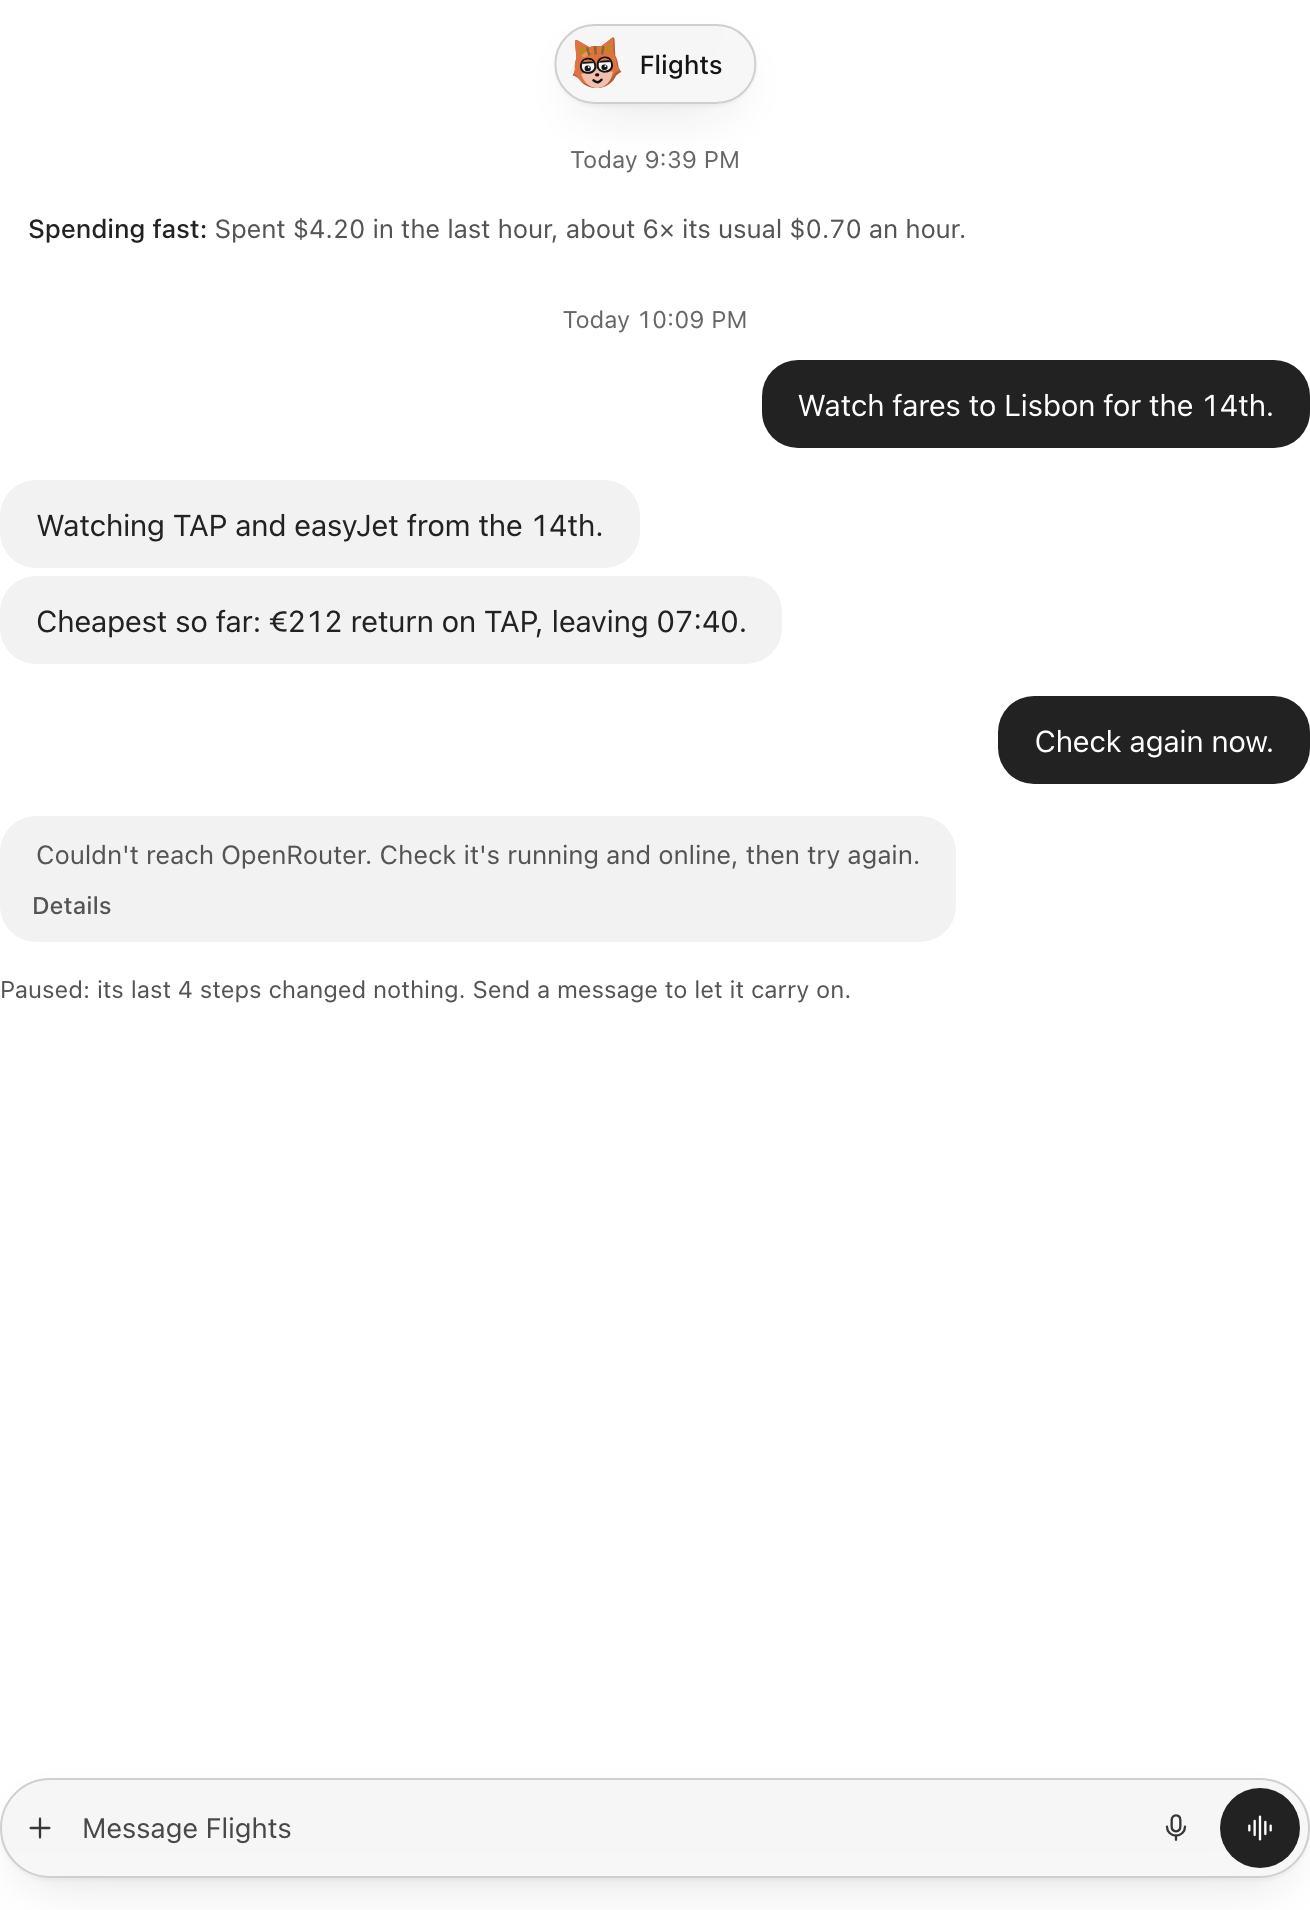 Flights
Today 9:39 PM
Spending fast: Spent $4.20 in the last hour, about 6× its usual $0.70 an hour.
Today 10:09 PM
Watch fares to Lisbon for the 14th.
Watching TAP and easyJet from the 14th.
Cheapest so far: €212 return on TAP, leaving 07:40.
Check again now.
Couldn't reach OpenRouter. Check it's running and online, then try again.
Details
Paused: its last 4 steps changed nothing. Send a message to let it carry on.
Message Flights